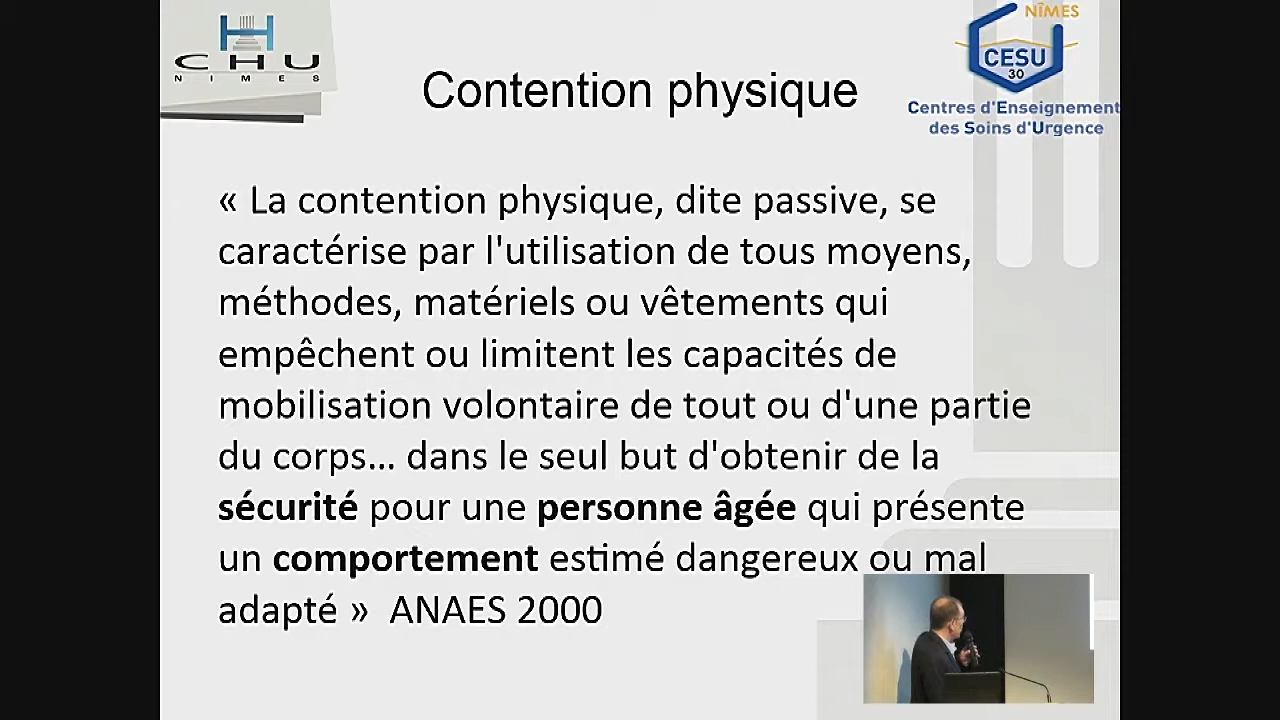 CHU
NIMES
NÎMES
CESU
30
Centres d'Enseignement
des Soins d'Urgence
Contention physique
« La contention physique, dite passive, se
caractérise par l'utilisation de tous moyens,
méthodes, matériels ou vêtements qui
empêchent ou limitent les capacités de
mobilisation volontaire de tout ou d'une partie
du corps... dans le seul but d'obtenir de la
sécurité pour une personne âgée qui présente
un comportement estimé dangereux ou mal
adapté » ANAES 2000